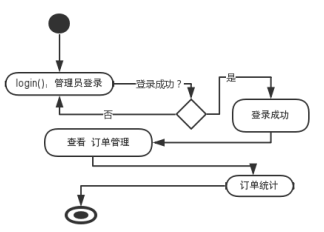 login()，管理员登录
登录成功？
是
否
登录成功
查看 订单管理
订单统计